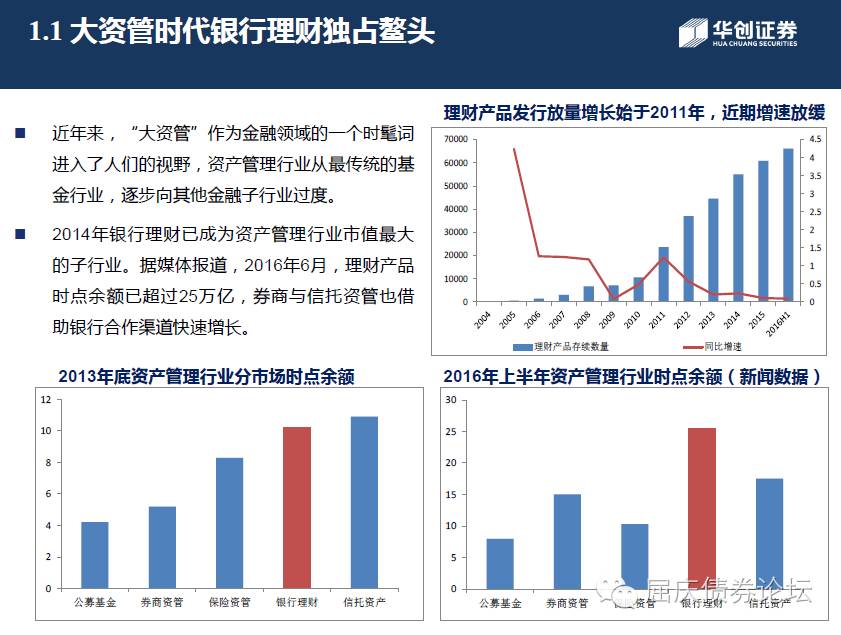 1.1 大资管时代银行理财独占鳌头
华创证券
HUA CHUANG SECURITIES
近年来，“大资管”作为金融领域的一个时髦词
进入了人们的视野，资产管理行业从最传统的基
金行业，逐步向其他金融子行业过度。
2014年银行理财已成为资产管理行业市值最大
的子行业。据媒体报道，2016年6月，理财产品
时点余额已超过25万亿，券商与信托资管也借
助银行合作渠道快速增长。
理财产品发行放量增长始于2011年，近期增速放缓
70000 4.5
60000 4
50000 3.5
40000 3
30000 2.5
20000 2
10000 1.5
0 1
0.5
0
2004 2005 2006 2007 2008 2009 2010 2011 2012 2013 2014 2015 2016H1
理财产品存续数量 同比增速
2013年底资产管理行业分市场时点余额
12
10
8
6
4
2
0
公募基金 券商资管 保险资管 银行理财 信托资产
2016年上半年资产管理行业时点余额（新闻数据）
30
25
20
15
10
5
0
公募基金 券商资管 保险资管 银行理财 信托资产
屈庆债券论坛